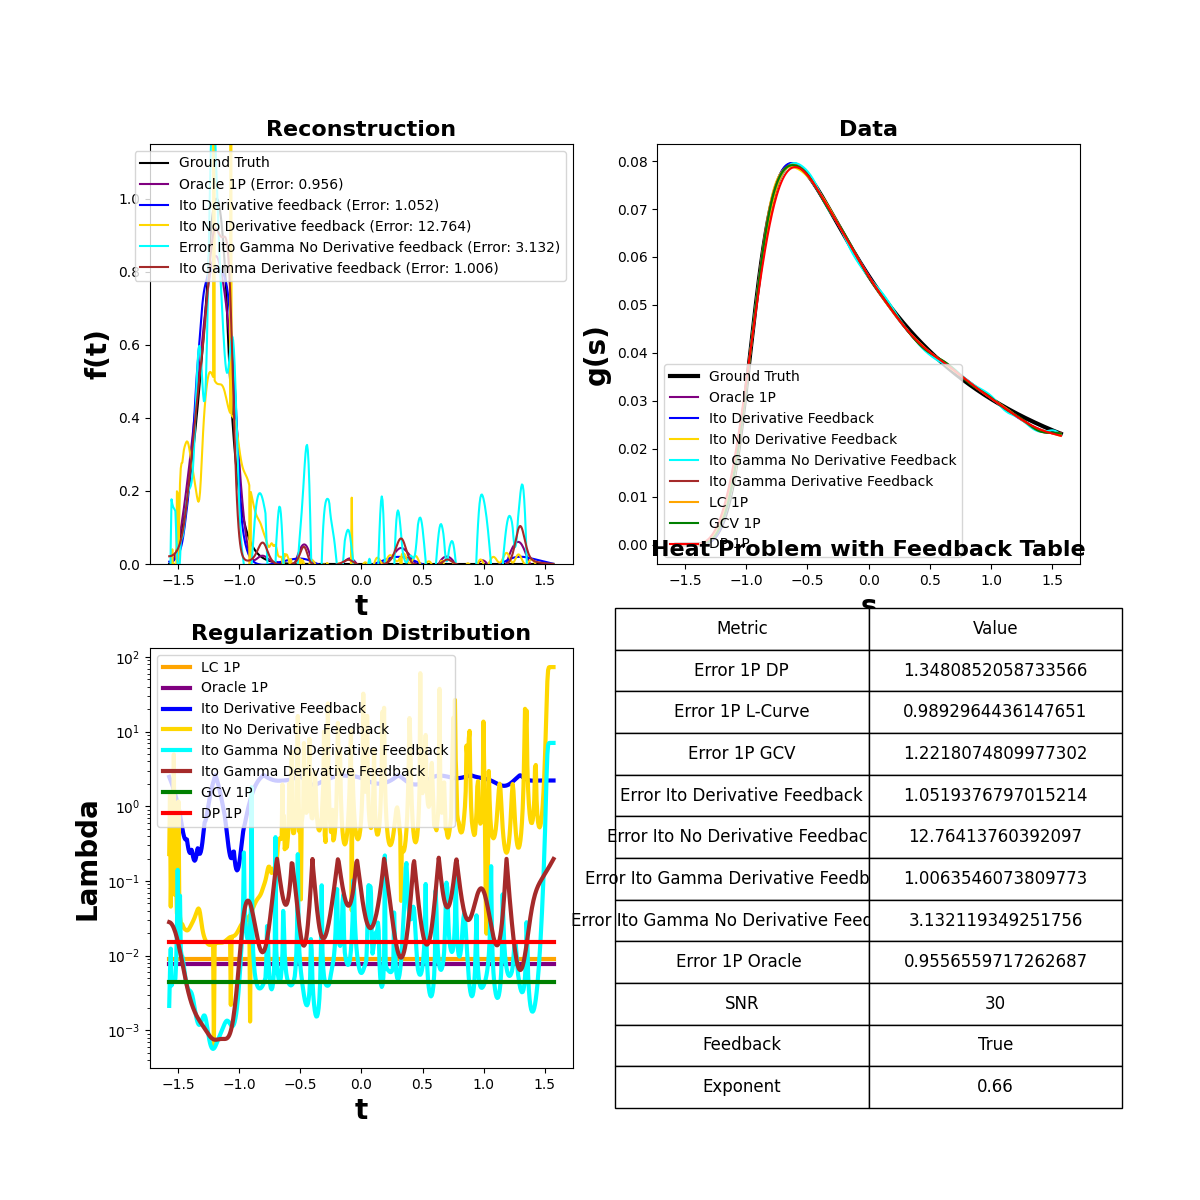 Reconstruction
Ground Truth
Oracle 1P (Error: 0.956)
Ito Derivative feedback (Error: 1.052)
Ito No Derivative feedback (Error: 12.764)
Error Ito Gamma No Derivative feedback (Error: 3.132)
Ito Gamma Derivative feedback (Error: 1.006)
f(t)
1.0
0.8
0.6
0.4
0.2
0.0
−1.5 −1.0 −0.5 0.0 0.5 1.0 1.5
t
Data
g(s)
0.08
0.07
0.06
0.05
0.04
0.03
0.02
0.01
0.00
Ground Truth
Oracle 1P
Ito Derivative Feedback
Ito No Derivative Feedback
Ito Gamma No Derivative Feedback
Ito Gamma Derivative Feedback
LC 1P
GCV 1P
DP 1P
−1.5 −1.0 −0.5 0.0 0.5 1.0 1.5
s
Regularization Distribution
LC 1P
Oracle 1P
Ito Derivative Feedback
Ito No Derivative Feedback
Ito Gamma No Derivative Feedback
Ito Gamma Derivative Feedback
GCV 1P
DP 1P
Lambda
10²
10¹
10⁰
10⁻¹
10⁻²
10⁻³
−1.5 −1.0 −0.5 0.0 0.5 1.0 1.5
t
Heat Problem with Feedback Table
Metric Value
Error 1P DP 1.3480852058733566
Error 1P L-Curve 0.9892964436147651
Error 1P GCV 1.2218074809977302
Error Ito Derivative Feedback 1.0519376797015214
Error Ito No Derivative Feedbac 12.76413760392097
Error Ito Gamma Derivative Feedb 1.0063546073809773
Error Ito Gamma No Derivative Feec 3.132119349251756
Error 1P Oracle 0.9556559717262687
SNR 30
Feedback True
Exponent 0.66